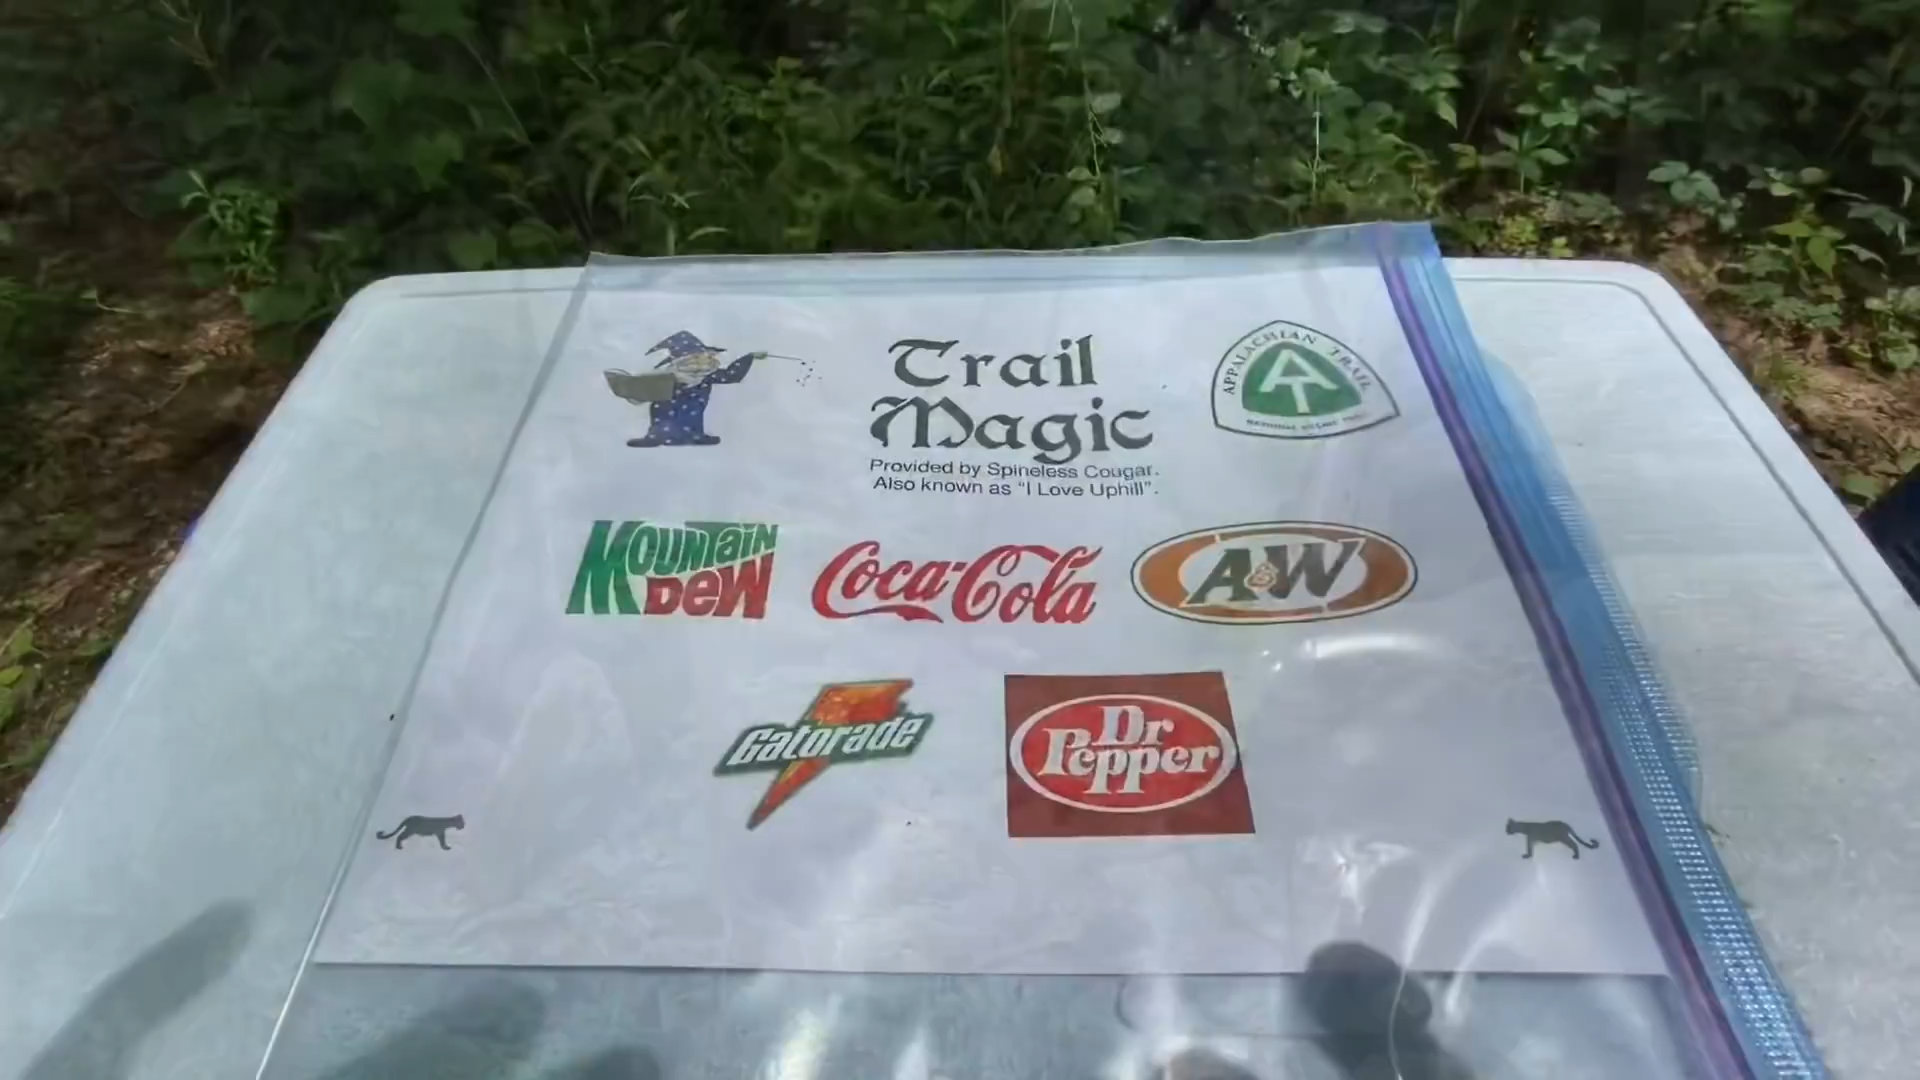 Trail
Magic
Provided by Spineless Cougar.
Also known as "I Love Uphill".
APPALACHIAN TRAIL
AT
Mountain
Dew
Coca-Cola
A&W
Gatorade
Dr
Pepper